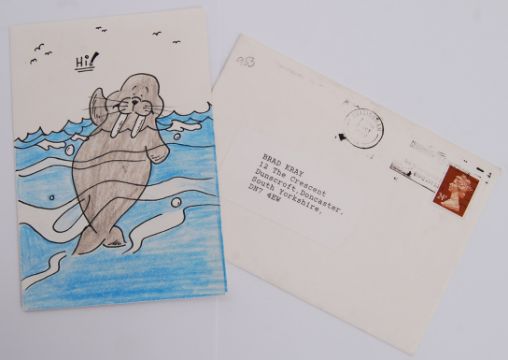 Hi!
BRAD KRAY
12 The Crescent
Dunscroft, Doncaster,
South Yorkshire,
DN7 4EW